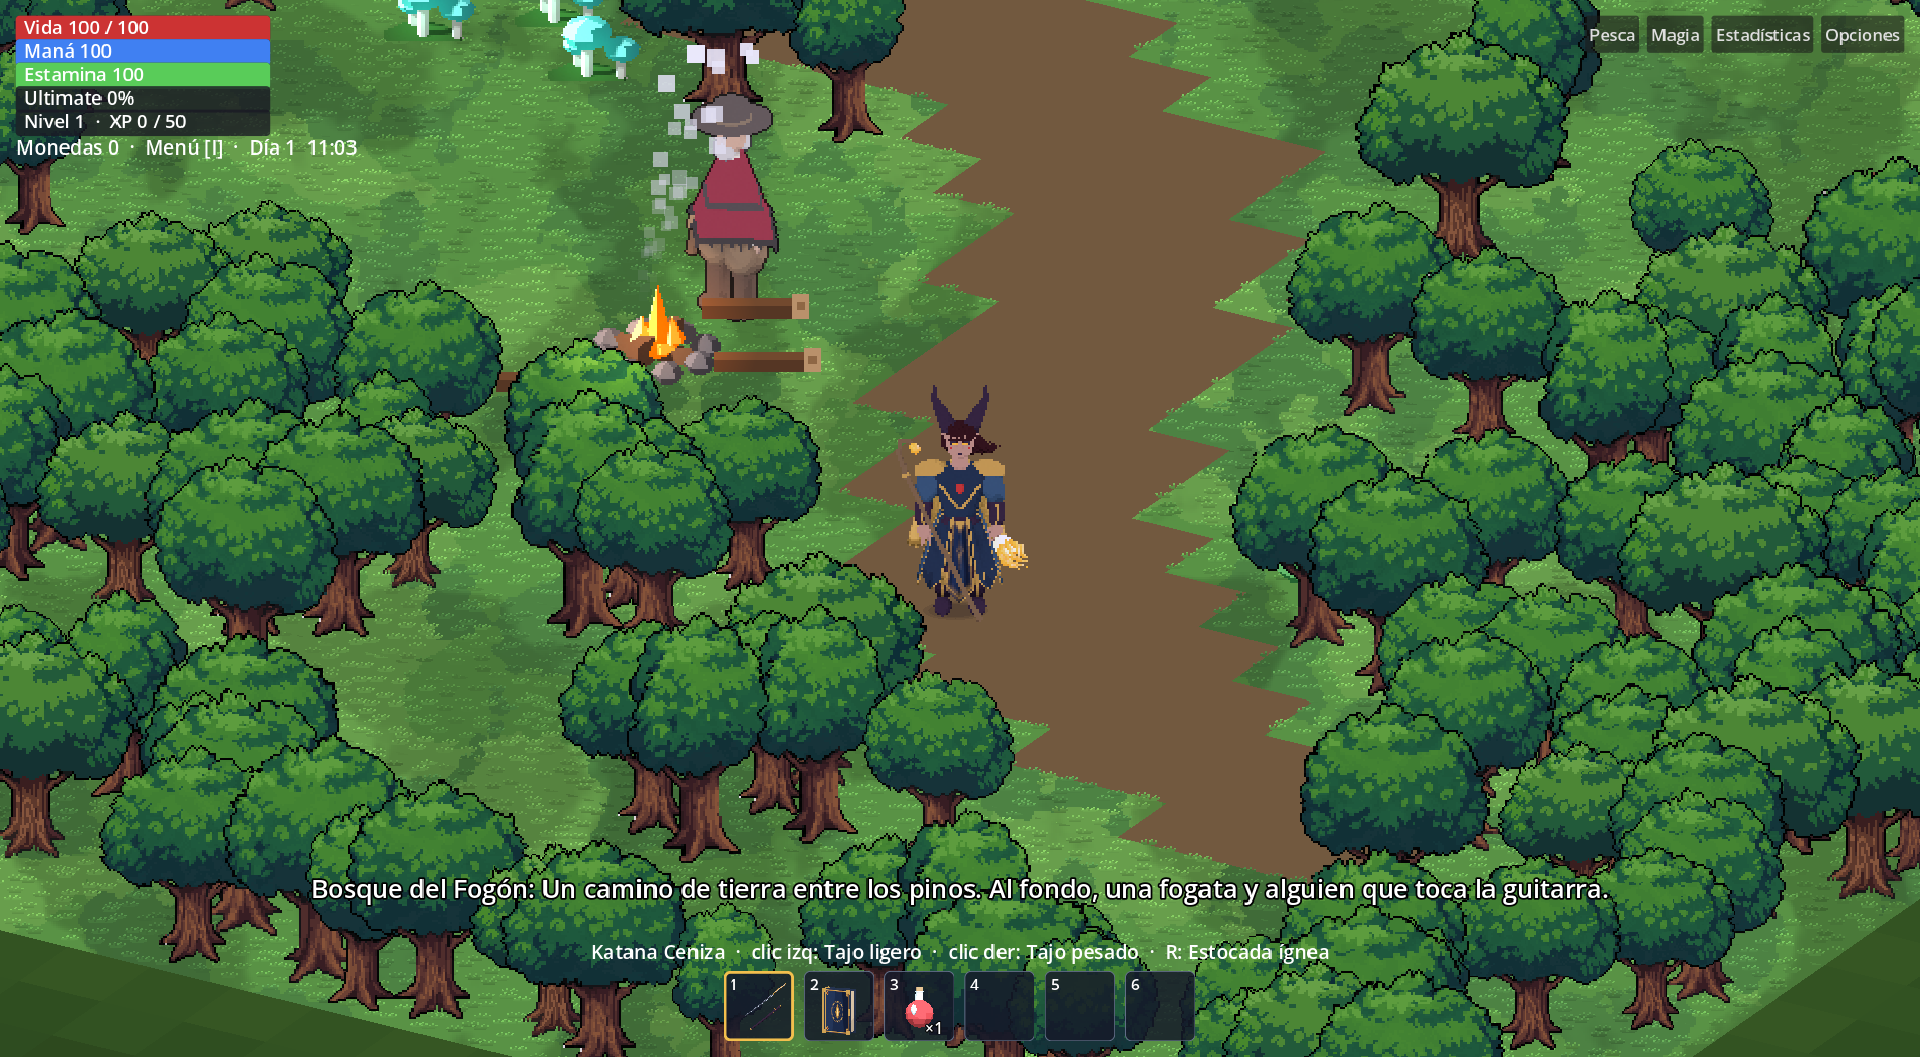 Vida 100 / 100
Maná 100
Estamina 100
Ultimate 0%
Nivel 1 · XP 0 / 50
Monedas 0 · Menú [I] · Día 1 11:03
Pesca
Magia
Estadísticas
Opciones
Bosque del Fogón: Un camino de tierra entre los pinos. Al fondo, una fogata y alguien que toca la guitarra.
Katana Ceniza · clic izq: Tajo ligero · clic der: Tajo pesado · R: Estocada ígnea
1
2
3
×1
4
5
6